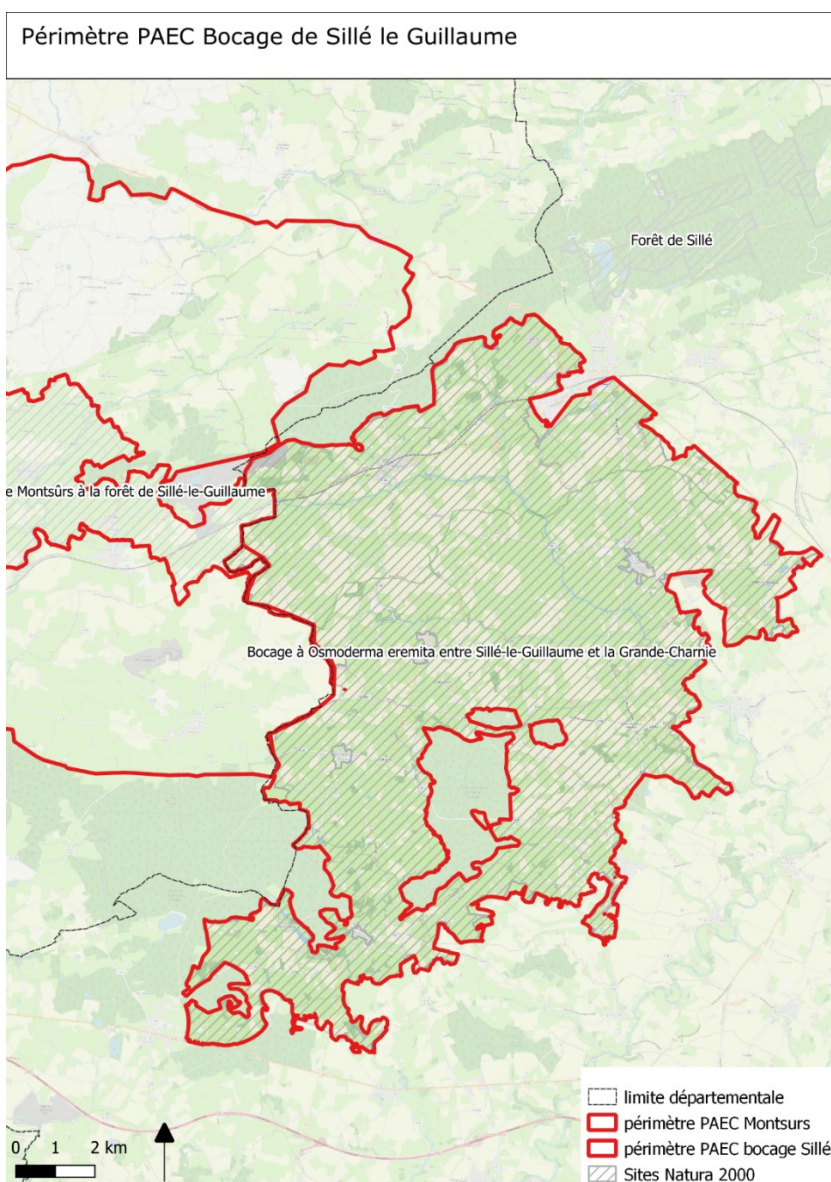 Périmètre PAEC Bocage de Sillé le Guillaume
Forêt de Sillé
e Montsûrs à la forêt de Sillé-le-Guillaume
Bocage à Osmoderma eremita entre Sillé-le-Guillaume et la Grande-Charnie
limite départementale
périmètre PAEC Montsurs
périmètre PAEC bocage Sillé
Sites Natura 2000
0 1 2 km